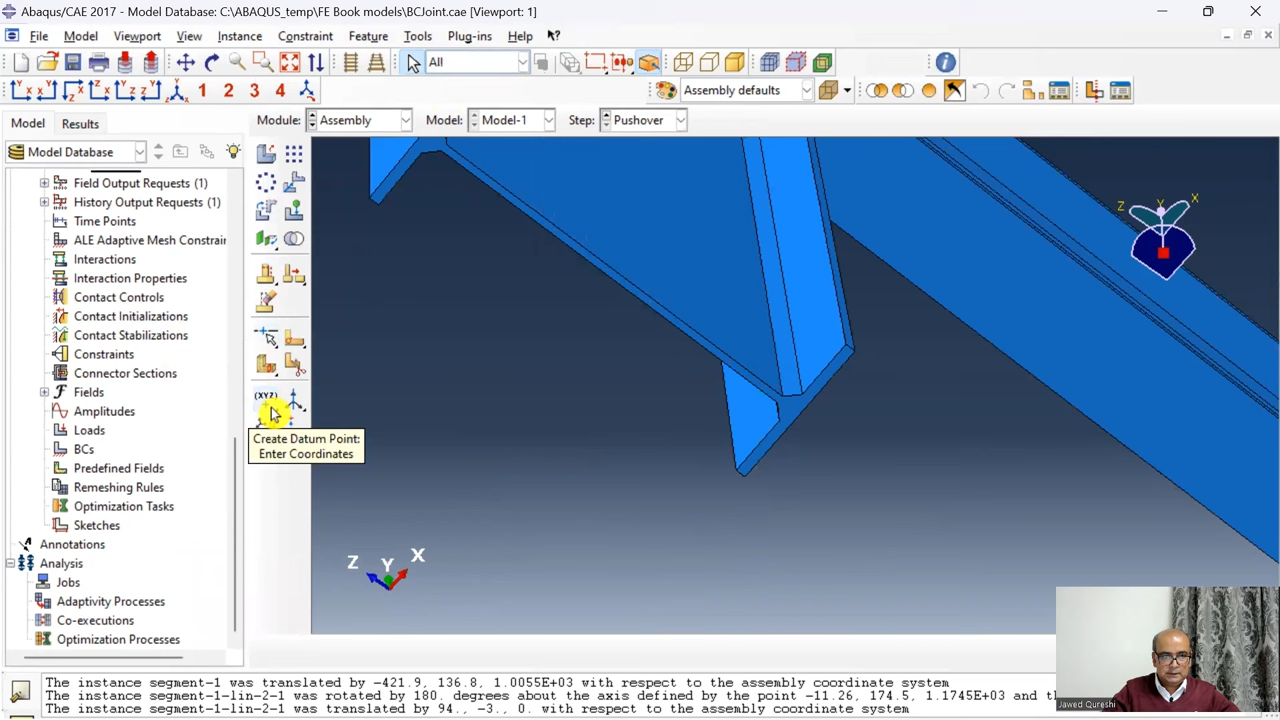 Abaqus/CAE 2017 - Model Database: C:\ABAQUS_temp\FE Book models\BCJoint.cae [Viewport: 1]
File Model Viewport View Instance Constraint Feature Tools Plug-ins Help
All
1 2 3 4
Assembly defaults
Model Results
Module: Assembly Model: Model-1 Step: Pushover
Model Database
Field Output Requests (1)
History Output Requests (1)
Time Points
ALE Adaptive Mesh Constrair
Interactions
Interaction Properties
Contact Controls
Contact Initializations
Contact Stabilizations
Constraints
Connector Sections
Fields
Amplitudes
Loads
BCs
Predefined Fields
Remeshing Rules
Optimization Tasks
Sketches
Annotations
Analysis
Jobs
Adaptivity Processes
Co-executions
Optimization Processes
(XYZ)
Create Datum Point:
Enter Coordinates
Z Y X
Z Y X
Jawed Qureshi
The instance segment-1 was translated by -421.9, 136.8, 1.0055E+03 with respect to the assembly coordinate system
The instance segment-1-lin-2-1 was rotated by 180. degrees about the axis defined by the point -11.26, 174.5, 1.1745E+03 and th
The instance segment-1-lin-2-1 was translated by 94., -3., 0. with respect to the assembly coordinate system